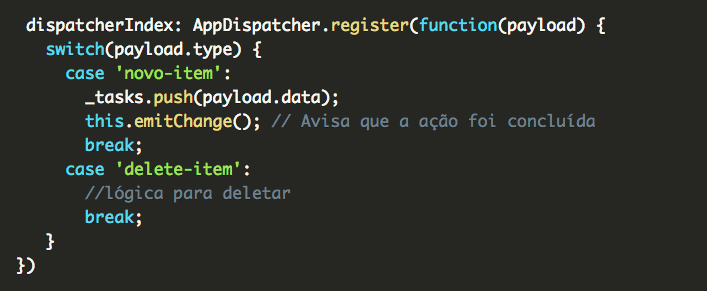 dispatcherIndex: AppDispatcher.register(function(payload) {
  switch(payload.type) {
    case 'novo-item':
      _tasks.push(payload.data);
      this.emitChange(); // Avisa que a ação foi concluída
      break;
    case 'delete-item':
      //lógica para deletar
      break;
  }
})